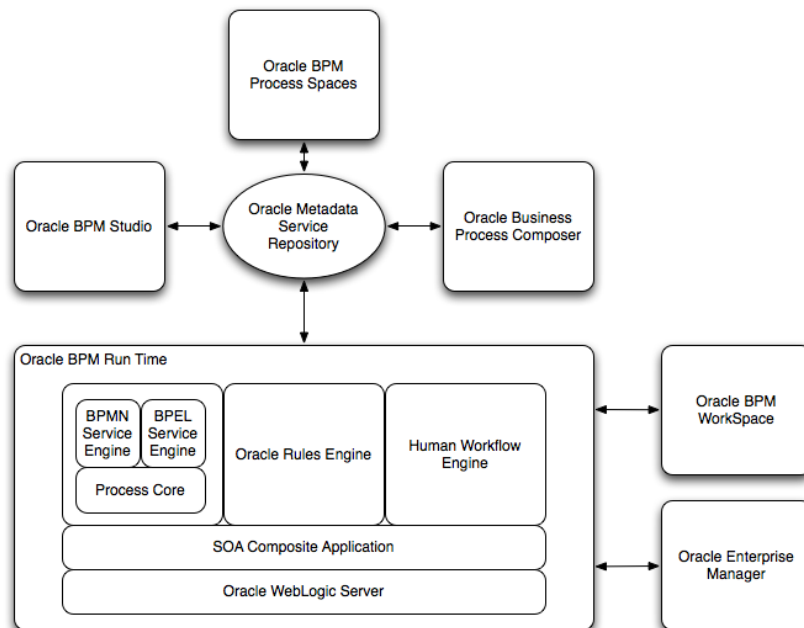 Oracle BPM
Process Spaces
Oracle BPM Studio
Oracle Metadata
Service
Repository
Oracle Business
Process Composer
Oracle BPM Run Time
BPMN
Service
Engine
BPEL
Service
Engine
Process Core
Oracle Rules Engine
Human Workflow
Engine
SOA Composite Application
Oracle WebLogic Server
Oracle BPM
WorkSpace
Oracle Enterprise
Manager